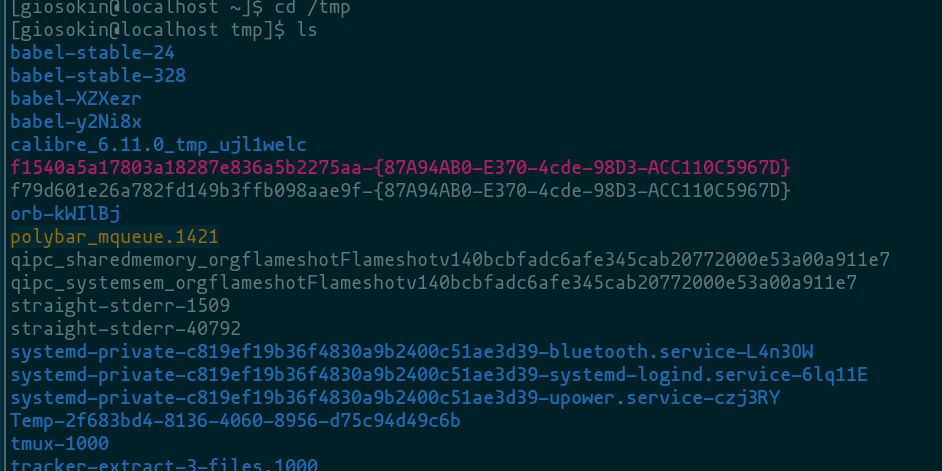 [giosokin@localhost ~]$ cd /tmp
[giosokin@localhost tmp]$ ls
babel-stable-24
babel-stable-328
babel-XZXezr
babel-y2Ni8x
calibre_6.11.0_tmp_ujl1welc
f1540a5a17803a18287e836a5b2275aa-{87A94AB0-E370-4cde-98D3-ACC110C5967D}
f79d601e26a782fd149b3ffb098aae9f-{87A94AB0-E370-4cde-98D3-ACC110C5967D}
orb-kWIlBj
polybar_mqueue.1421
qipc_sharedmemory_orgflameshotFlameshotv140bcbfadc6afe345cab20772000e53a00a911e7
qipc_systemsem_orgflameshotFlameshotv140bcbfadc6afe345cab20772000e53a00a911e7
straight-stderr-1509
straight-stderr-40792
systemd-private-c819ef19b36f4830a9b2400c51ae3d39-bluetooth.service-L4n3OW
systemd-private-c819ef19b36f4830a9b2400c51ae3d39-systemd-logind.service-6lq11E
systemd-private-c819ef19b36f4830a9b2400c51ae3d39-upower.service-czj3RY
Temp-2f683bd4-8136-4060-8956-d75c94d49c6b
tmux-1000
tracker-extract-3-files.1000